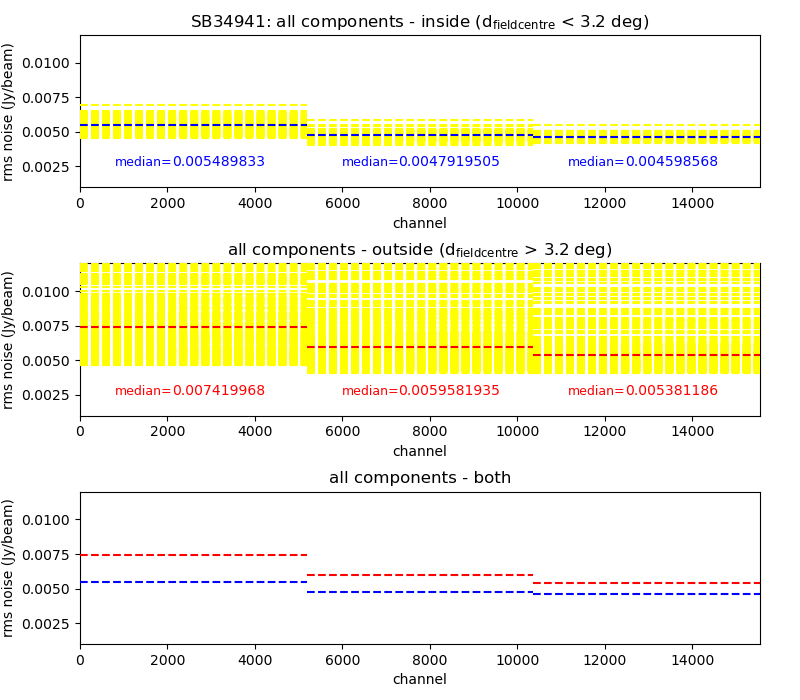 SB34941: all components - inside (d_fieldcentre < 3.2 deg)
rms noise (Jy/beam)
0.0100
0.0075
0.0050
0.0025
median=0.005489833 median=0.0047919505 median=0.004598568
0 2000 4000 6000 8000 10000 12000 14000
channel
all components - outside (d_fieldcentre > 3.2 deg)
rms noise (Jy/beam)
0.0100
0.0075
0.0050
0.0025
median=0.007419968 median=0.0059581935 median=0.005381186
0 2000 4000 6000 8000 10000 12000 14000
channel
all components - both
rms noise (Jy/beam)
0.0100
0.0075
0.0050
0.0025
0 2000 4000 6000 8000 10000 12000 14000
channel